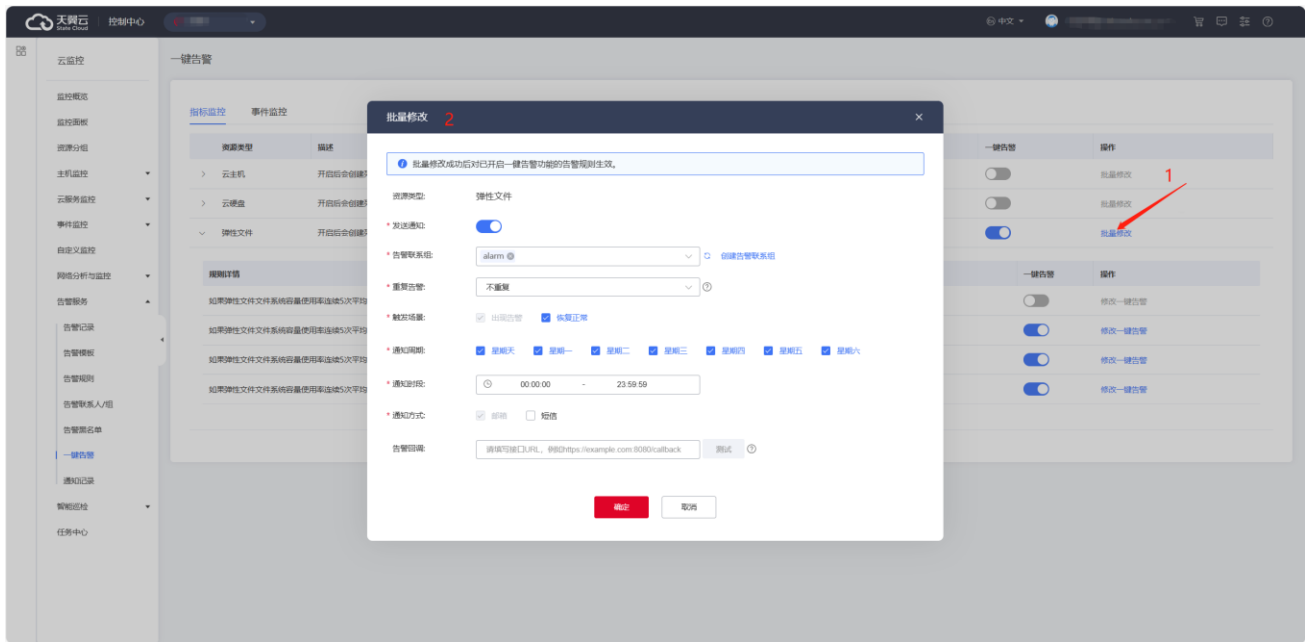 天翼云
State Cloud
控制中心
中文
云监控
一键告警
监控概览
监控面板
资源分组
主机监控
云服务监控
事件监控
自定义监控
网络分析与监控
告警服务
告警记录
告警模板
告警规则
告警联系人/组
告警黑名单
一键告警
通知记录
智能巡检
任务中心
指标监控 事件监控
资源类型 描述 一键告警 操作
云主机 开启后会创建 批量修改
云硬盘 开启后会创建 批量修改
弹性文件 开启后会创建 批量修改
1
规则详情 一键告警 操作
如果弹性文件文件系统容量使用率连续5次平均 修改一键告警
如果弹性文件文件系统容量使用率连续5次平均 修改一键告警
如果弹性文件文件系统容量使用率连续5次平均 修改一键告警
如果弹性文件文件系统容量使用率连续5次平均 修改一键告警
批量修改 2
批量修改成功后对已开启一键告警功能的告警规则生效。
资源类型: 弹性文件
* 发送通知:
* 告警联系组: alarm 创建告警联系组
* 重复告警: 不重复
* 触发场景: 出现告警 恢复正常
* 通知周期: 星期天 星期一 星期二 星期三 星期四 星期五 星期六
* 通知时段: 00:00:00 - 23:59:59
* 通知方式: 邮箱 短信
告警回调: 请填写接口URL，例如https://example.com:8080/callback 测试
确定 取消